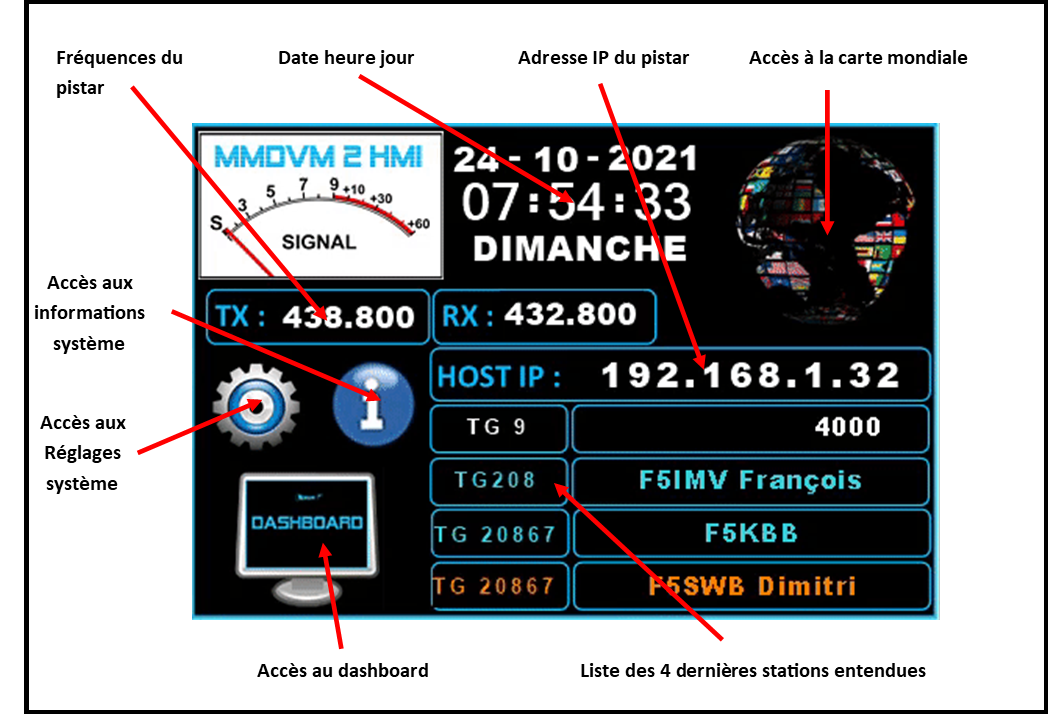 Fréquences du
pistar
Date heure jour
Adresse IP du pistar
Accès à la carte mondiale
MMDVM 2 HMI
S 3 5 7 9 +10 +30 +60
SIGNAL
24 - 10 - 2021
07:54:33
DIMANCHE
Accès aux
informations
système
TX : 438.800
RX : 432.800
HOST IP : 192.168.1.32
Accès aux
Réglages
système
TG 9 4000
TG208 F5IMV François
DASHBOARD
TG 20867 F5KBB
TG 20867 F5SWB Dimitri
Accès au dashboard
Liste des 4 dernières stations entendues